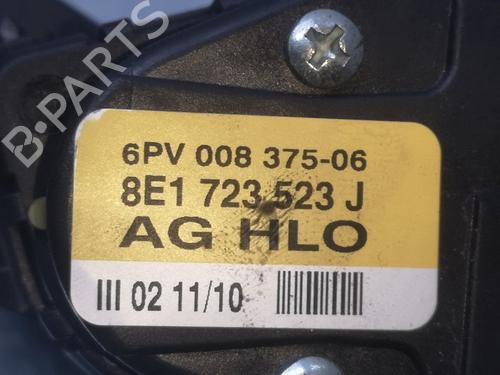 B-PARTS
6PV 008 375-06
8E1 723 523 J
AG HLO
III 02 11/10